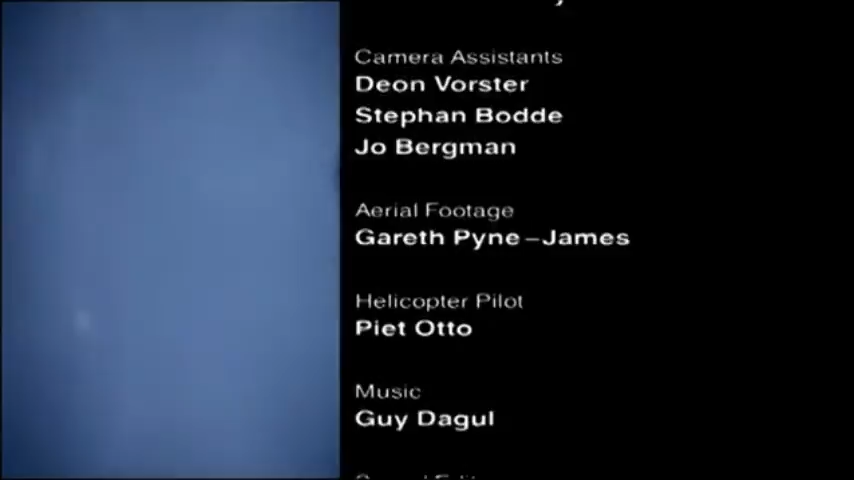 Camera Assistants
Deon Vorster
Stephan Bodde
Jo Bergman
Aerial Footage
Gareth Pyne–James
Helicopter Pilot
Piet Otto
Music
Guy Dagul